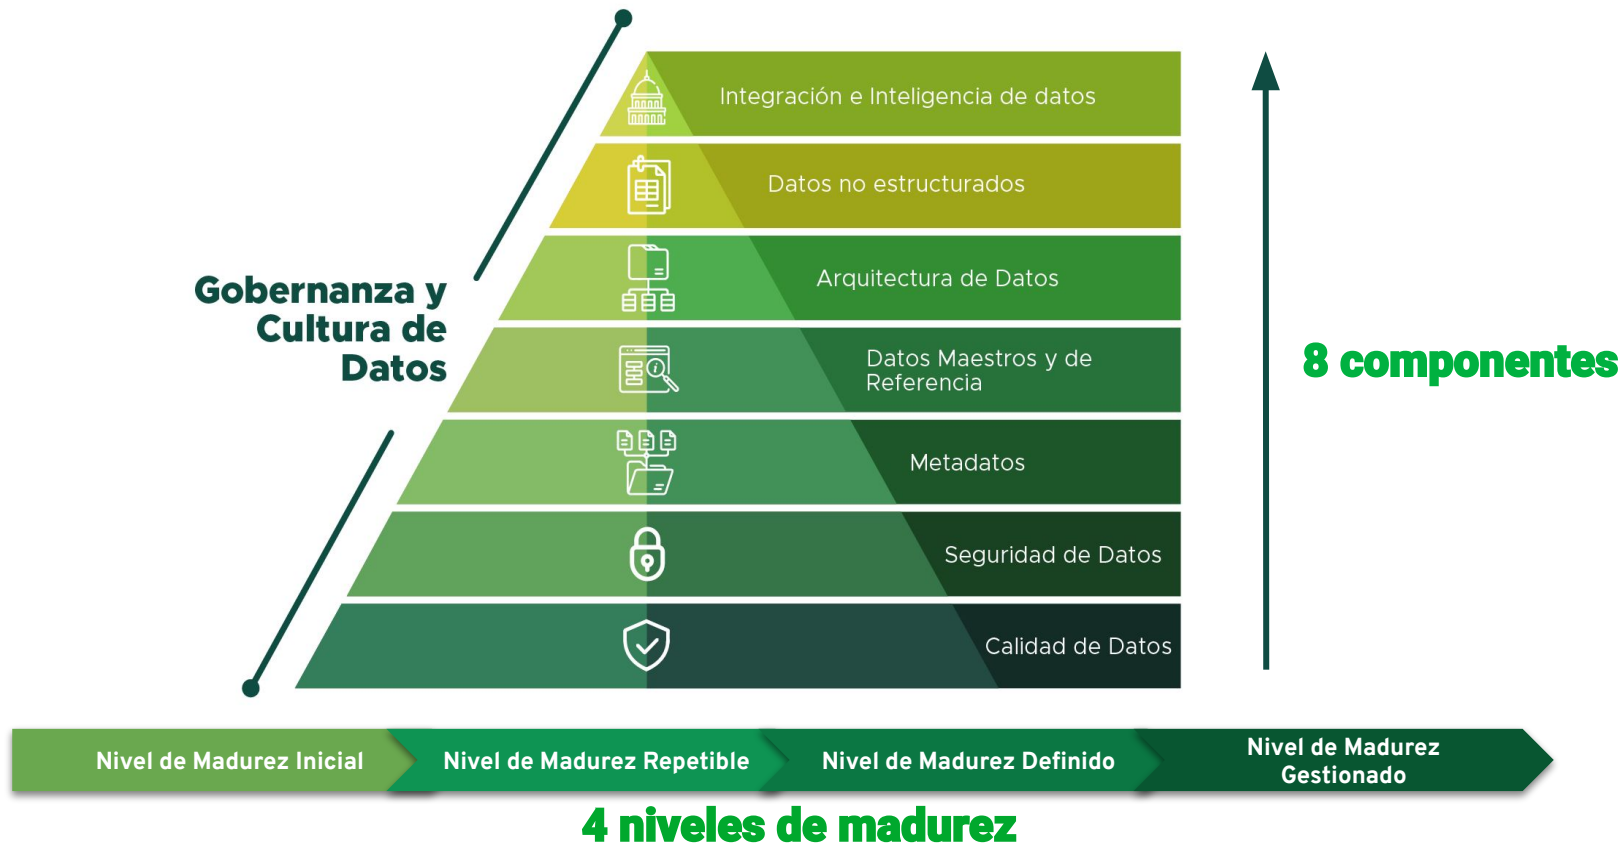 Integración e Inteligencia de datos
Datos no estructurados
Arquitectura de Datos
Gobernanza y
Cultura de
Datos
Datos Maestros y de
Referencia
8 componentes
Metadatos
Seguridad de Datos
Calidad de Datos
Nivel de Madurez Inicial
Nivel de Madurez Repetible
Nivel de Madurez Definido
Nivel de Madurez
Gestionado
4 niveles de madurez